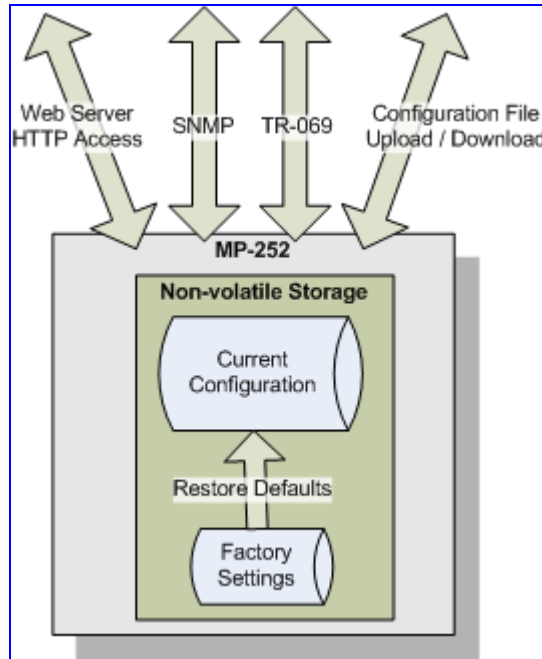 Web Server
HTTP Access
SNMP
TR-069
Configuration File
Upload / Download
MP-252
Non-volatile Storage
Current
Configuration
Restore Defaults
Factory
Settings